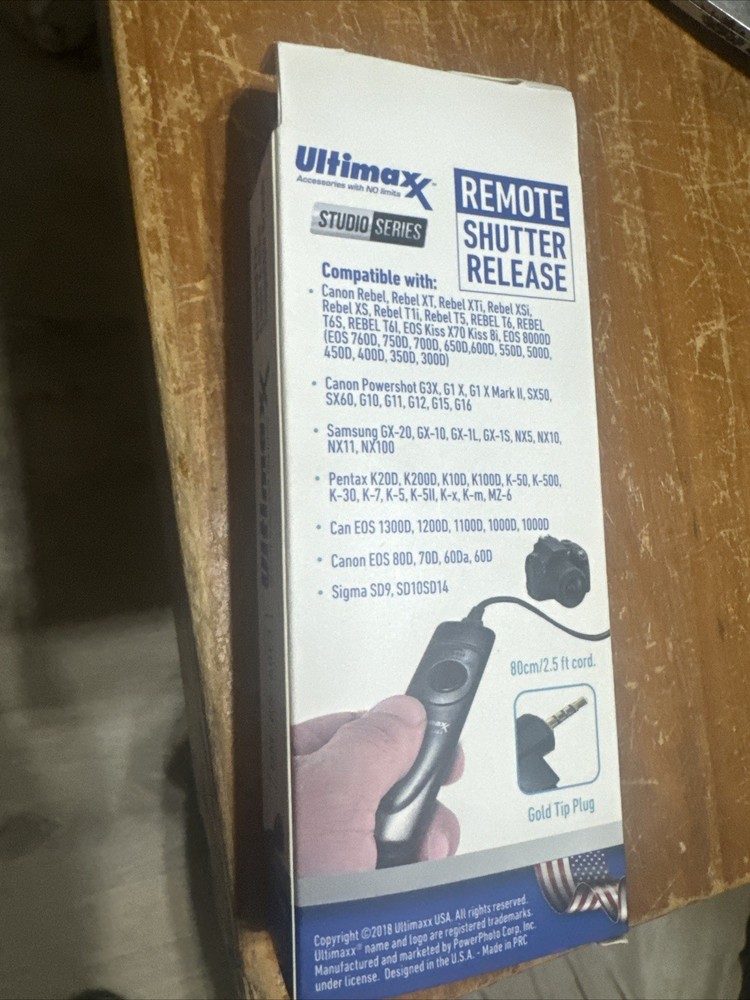 Ultimaxx™
Accessories with NO limits
STUDIO SERIES
REMOTE
SHUTTER
RELEASE
Compatible with:
• Canon Rebel, Rebel XT, Rebel XTi, Rebel XSi,
Rebel XS, Rebel T1i, Rebel T5, REBEL T6, REBEL
T6S, REBEL T6I, EOS Kiss X70 Kiss 8i, EOS 8000D
(EOS 760D, 750D, 700D, 650D,600D, 550D, 500D,
450D, 400D, 350D, 300D)
• Canon Powershot G3X, G1 X, G1 X Mark II, SX50,
SX60, G10, G11, G12, G15, G16
• Samsung GX-20, GX-10, GX-1L, GX-1S, NX5, NX10,
NX11, NX100
• Pentax K20D, K200D, K10D, K100D, K-50, K-500,
K-30, K-7, K-5, K-5II, K-x, K-m, MZ-6
• Can EOS 1300D, 1200D, 1100D, 1000D, 1000D
• Canon EOS 80D, 70D, 60Da, 60D
• Sigma SD9, SD10SD14
80cm/2.5 ft cord.
Gold Tip Plug
Copyright ©2018 Ultimaxx USA. All rights reserved.
Ultimaxx® name and logo are registered trademarks.
Manufactured and marketed by PowerPhoto Corp, Inc.
under license. Designed in the U.S.A. - Made in PRC